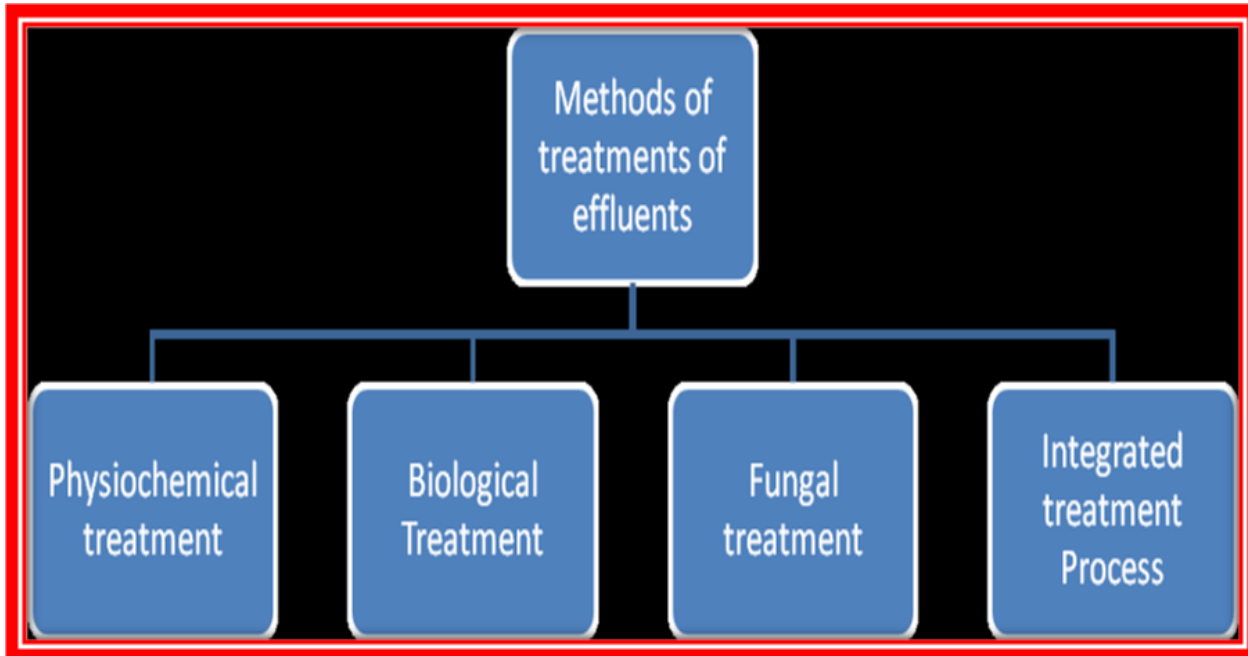 Methods of
treatments of
effluents
Physiochemical
treatment
Biological
Treatment
Fungal
treatment
Integrated
treatment
Process